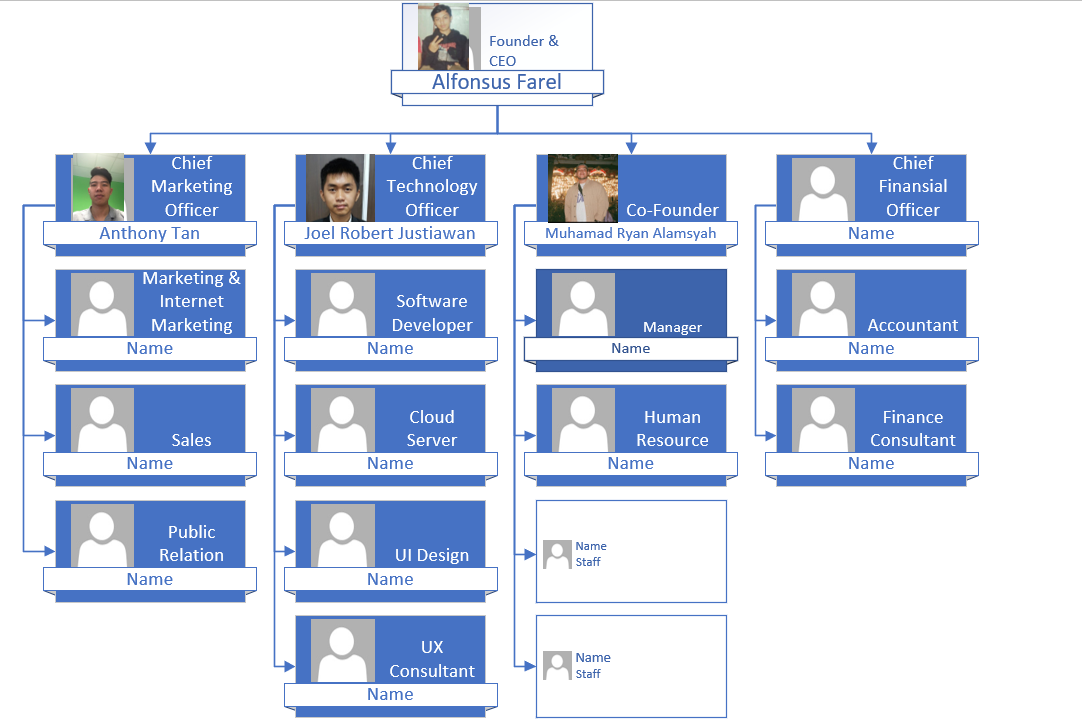 Founder &
CEO
Alfonsus Farel
Chief
Marketing
Officer
Anthony Tan
Chief
Technology
Officer
Joel Robert Justiawan
Co-Founder
Muhamad Ryan Alamsyah
Chief
Finansial
Officer
Name
Marketing &
Internet
Marketing
Name
Software
Developer
Name
Manager
Name
Accountant
Name
Sales
Name
Cloud
Server
Name
Human
Resource
Name
Finance
Consultant
Name
Public
Relation
Name
UI Design
Name
Name
Staff
UX
Consultant
Name
Name
Staff